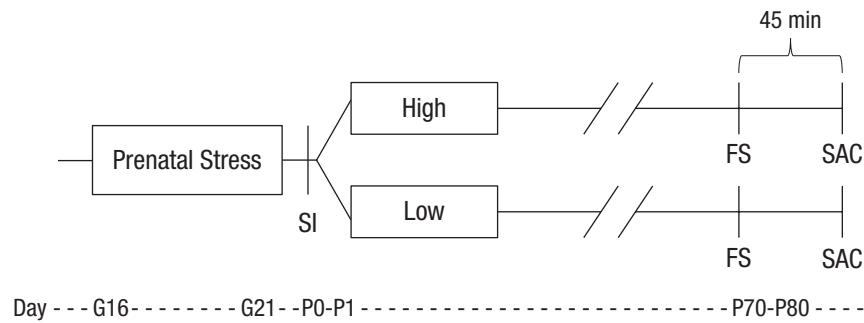 45 min
High
FS SAC
Prenatal Stress
SI
Low
FS SAC
Day - - - G16 - - - - - - - - G21 - - P0-P1 - - - - - - - - - - - - - - - - - - - - - - - - - - - - - - - - - - P70-P80 - - - -